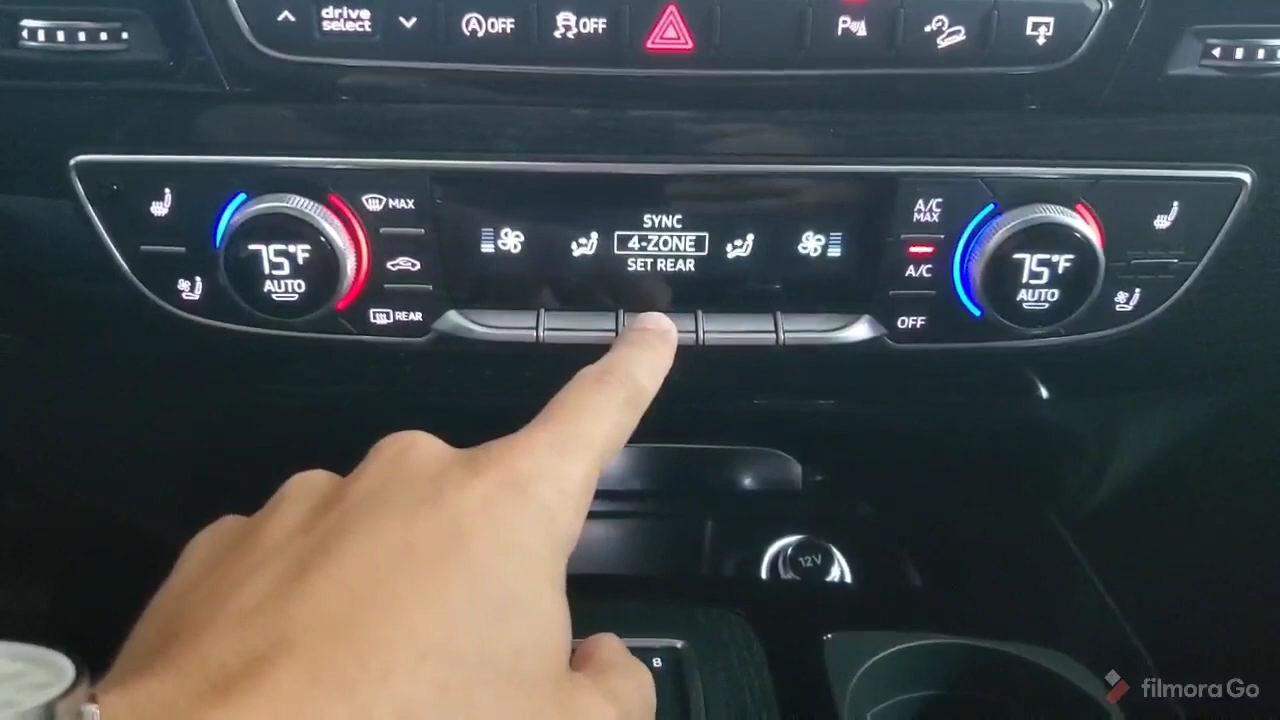 drive
select
A OFF
OFF
P
MAX
75°F
AUTO
REAR
SYNC
4-ZONE
SET REAR
A/C
MAX
A/C
OFF
75°F
AUTO
12V
8
filmoraGo